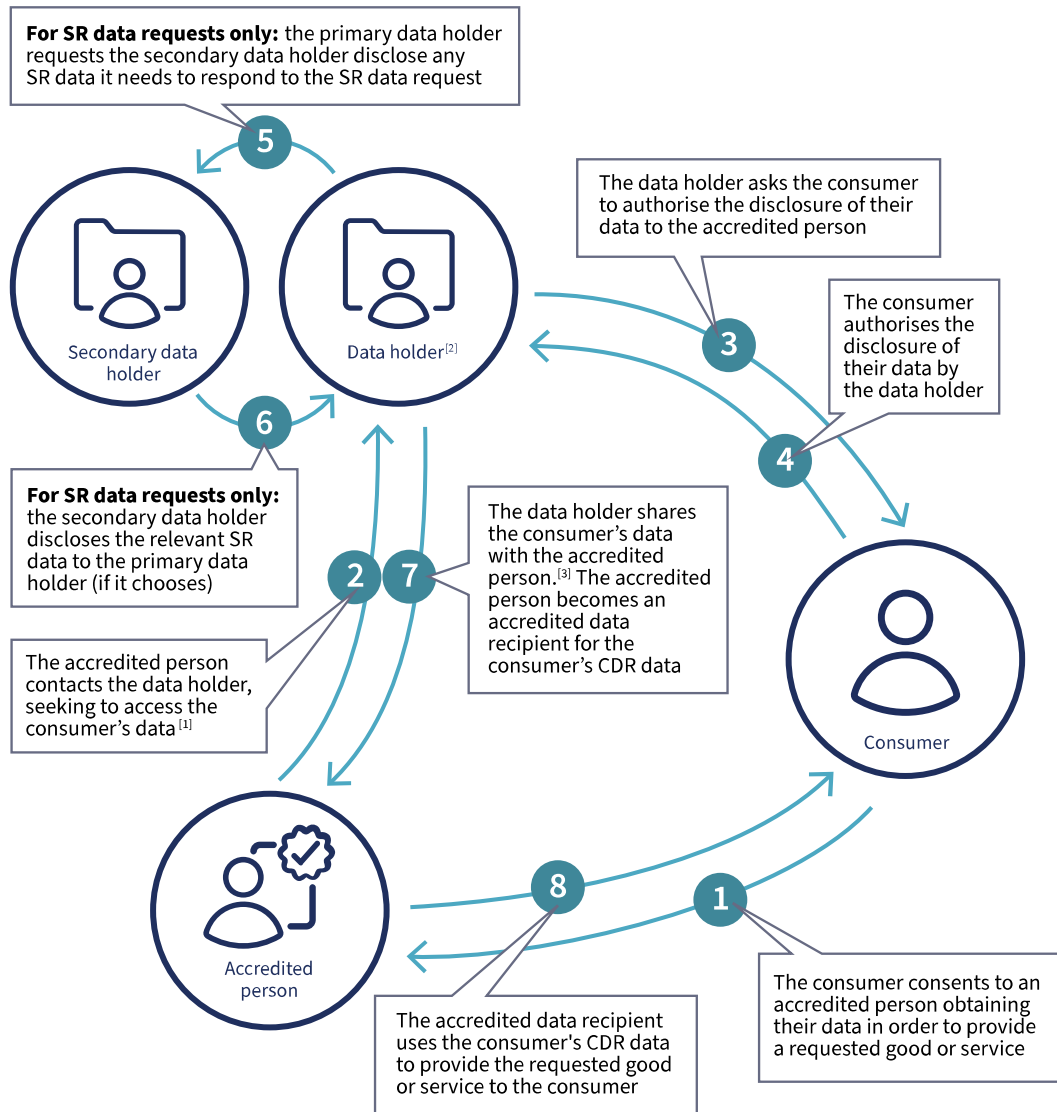 For SR data requests only: the primary data holder
requests the secondary data holder disclose any
SR data it needs to respond to the SR data request
5
The data holder asks the consumer
to authorise the disclosure of their
data to the accredited person
3
The consumer
authorises the
disclosure of
their data by
the data holder
4
Secondary data
holder
Data holder[2]
6
For SR data requests only:
the secondary data holder
discloses the relevant SR
data to the primary data
holder (if it chooses)
2
7
The data holder shares
the consumer’s data
with the accredited
person.[3] The accredited
person becomes an
accredited data
recipient for the
consumer’s CDR data
The accredited person
contacts the data holder,
seeking to access the
consumer’s data[1]
Consumer
Accredited
person
8
1
The accredited data recipient
uses the consumer's CDR data
to provide the requested good
or service to the consumer
The consumer consents to an
accredited person obtaining
their data in order to provide
a requested good or service